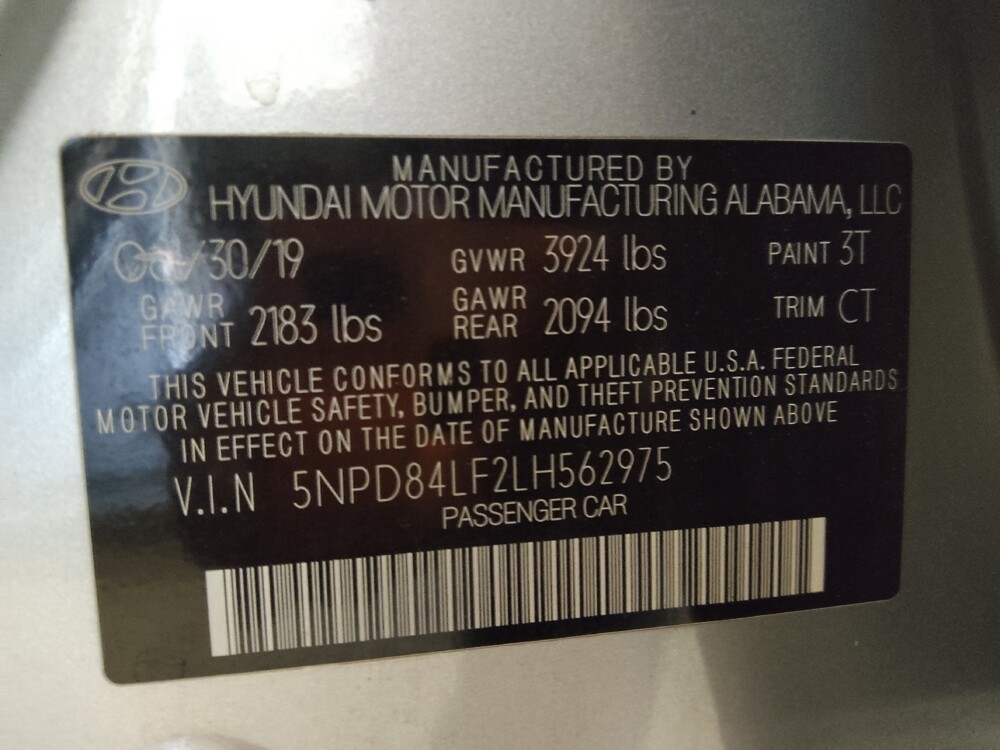 MANUFACTURED BY
HYUNDAI MOTOR MANUFACTURING ALABAMA, LLC
/30/19 GVWR 3924 lbs PAINT 3T
GAWR FRONT 2183 lbs GAWR REAR 2094 lbs TRIM CT
THIS VEHICLE CONFORMS TO ALL APPLICABLE U.S.A. FEDERAL
MOTOR VEHICLE SAFETY, BUMPER, AND THEFT PREVENTION STANDARDS
IN EFFECT ON THE DATE OF MANUFACTURE SHOWN ABOVE
V.I.N 5NPD84LF2LH562975
PASSENGER CAR